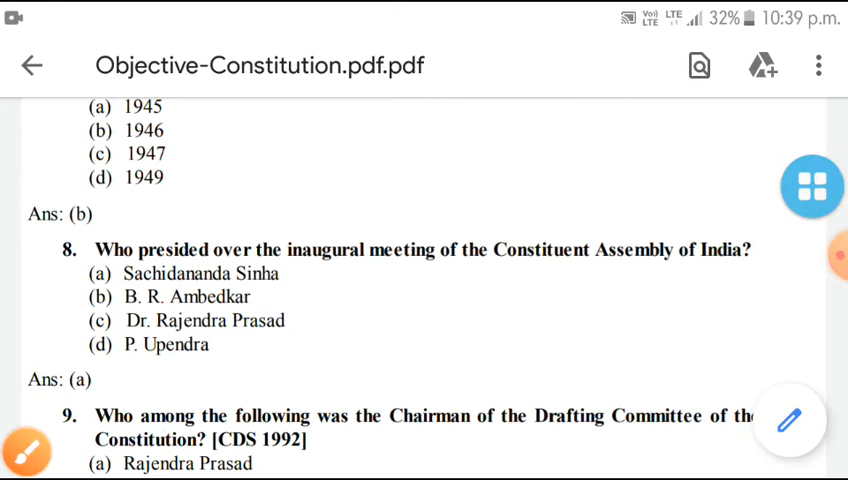 Vo)) LTE LTE 32% 10:39 p.m.
Objective-Constitution.pdf.pdf
(a) 1945
(b) 1946
(c) 1947
(d) 1949
Ans: (b)
8. Who presided over the inaugural meeting of the Constituent Assembly of India?
(a) Sachidananda Sinha
(b) B. R. Ambedkar
(c) Dr. Rajendra Prasad
(d) P. Upendra
Ans: (a)
9. Who among the following was the Chairman of the Drafting Committee of th
Constitution? [CDS 1992]
(a) Rajendra Prasad